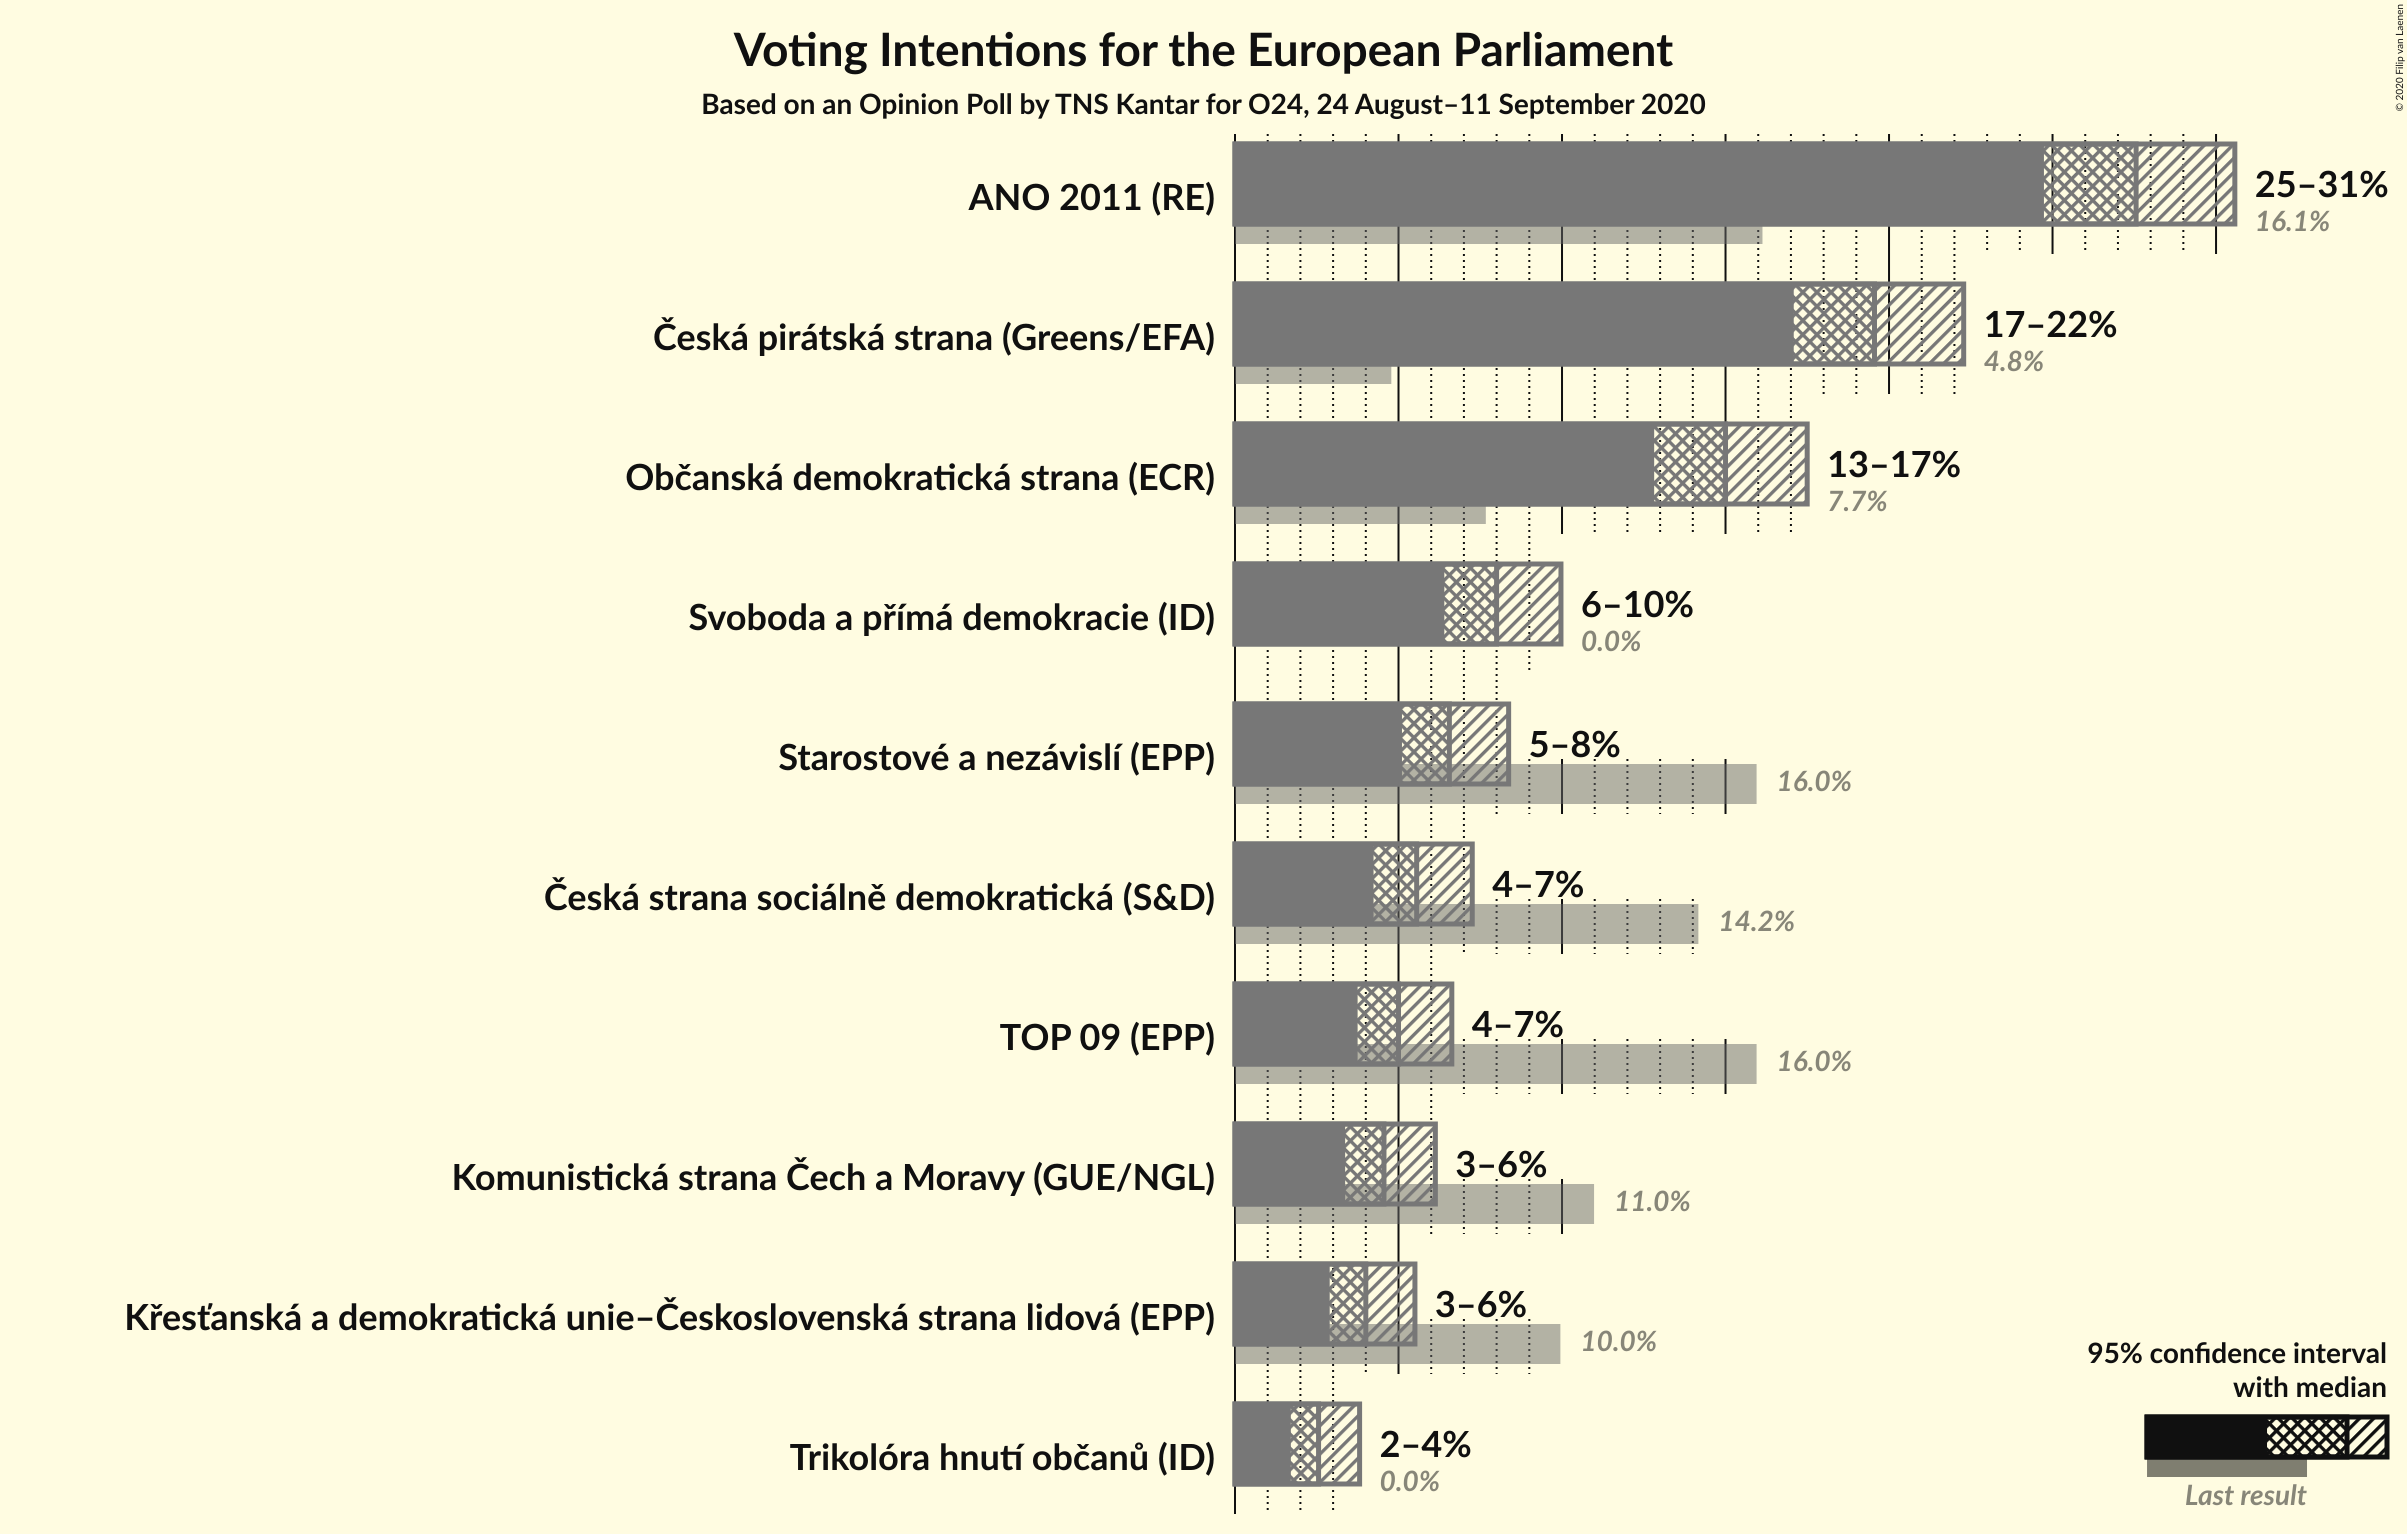 Voting Intentions for the European Parliament
Based on an Opinion Poll by TNS Kantar for O24, 24 August–11 September 2020
© 2020 Filip van Laenen
ANO 2011 (RE)
25–31%
16.1%
Česká pirátská strana (Greens/EFA)
17–22%
4.8%
Občanská demokratická strana (ECR)
13–17%
7.7%
Svoboda a přímá demokracie (ID)
6–10%
0.0%
Starostové a nezávislí (EPP)
5–8%
16.0%
Česká strana sociálně demokratická (S&D)
4–7%
14.2%
TOP 09 (EPP)
4–7%
16.0%
Komunistická strana Čech a Moravy (GUE/NGL)
3–6%
11.0%
Křesťanská a demokratická unie–Československá strana lidová (EPP)
3–6%
10.0%
Trikolóra hnutí občanů (ID)
2–4%
0.0%
95% confidence interval
with median
Last result